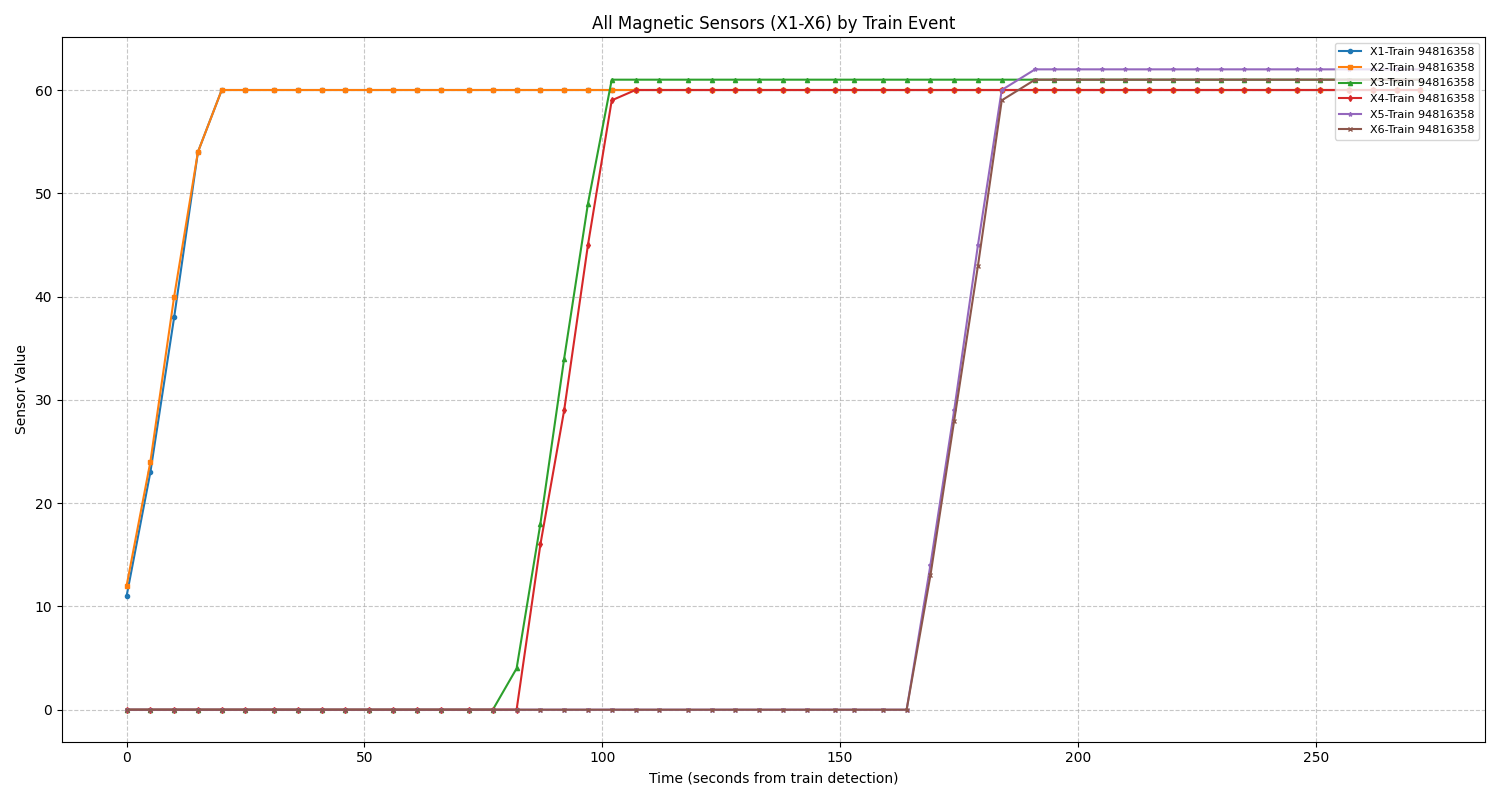 All Magnetic Sensors (X1-X6) by Train Event
X1-Train 94816358
X2-Train 94816358
X3-Train 94816358
X4-Train 94816358
X5-Train 94816358
X6-Train 94816358
Sensor Value
60
50
40
30
20
10
0
0 50 100 150 200 250
Time (seconds from train detection)